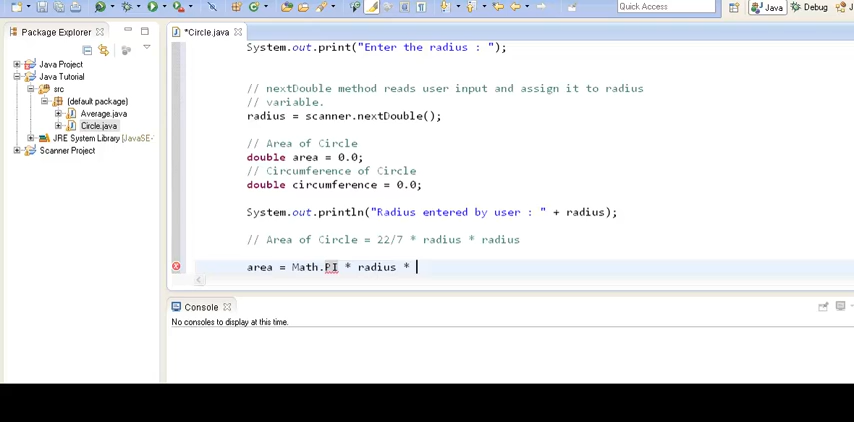 Quick Access
Java
Debug
Package Explorer
*Circle.java
Java Project
Java Tutorial
src
(default package)
Average.java
Circle.java
JRE System Library [JavaSE-
Scanner Project
System.out.print("Enter the radius : ");
// nextDouble method reads user input and assign it to radius
// variable.
radius = scanner.nextDouble();
// Area of Circle
double area = 0.0;
// Circumference of Circle
double circumference = 0.0;
System.out.println("Radius entered by user : " + radius);
// Area of Circle = 22/7 * radius * radius
area = Math.PI * radius *
Console
No consoles to display at this time.